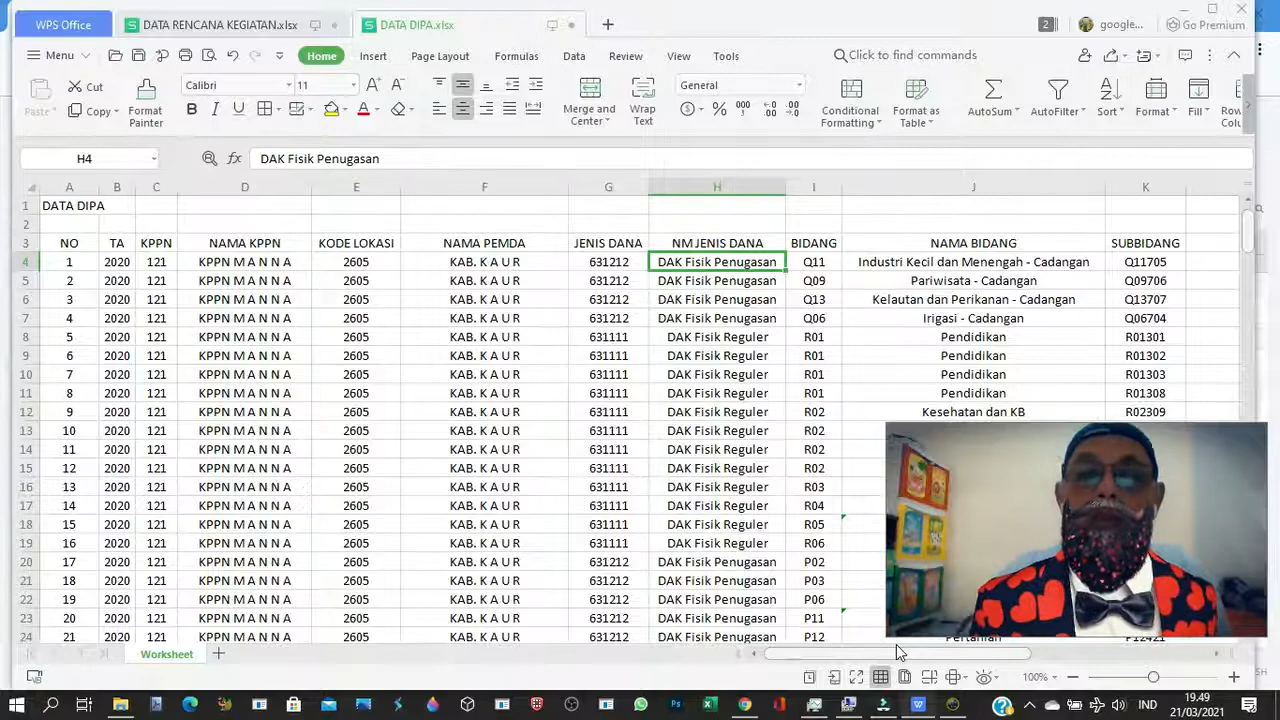 WPS Office DATA RENCANA KEGIATAN.xlsx DATA DIPA.xlsx 2 google... Go Premium
Menu Home Insert Page Layout Formulas Data Review View Tools Click to find commands
Paste Cut Copy Format Painter Calibri 11 B I U A Merge and Center Wrap Text General Conditional Formatting Format as Table AutoSum AutoFilter Sort Format Fill
H4 fx DAK Fisik Penugasan
A B C D E F G H I J K
1 DATA DIPA
2
3 NO TA KPPN NAMA KPPN KODE LOKASI NAMA PEMDA JENIS DANA NM JENIS DANA BIDANG NAMA BIDANG SUBBIDANG
4 1 2020 121 KPPN M A N N A 2605 KAB. K A U R 631212 DAK Fisik Penugasan Q11 Industri Kecil dan Menengah - Cadangan Q11705
5 2 2020 121 KPPN M A N N A 2605 KAB. K A U R 631212 DAK Fisik Penugasan Q09 Pariwisata - Cadangan Q09706
6 3 2020 121 KPPN M A N N A 2605 KAB. K A U R 631212 DAK Fisik Penugasan Q13 Kelautan dan Perikanan - Cadangan Q13707
7 4 2020 121 KPPN M A N N A 2605 KAB. K A U R 631212 DAK Fisik Penugasan Q06 Irigasi - Cadangan Q06704
8 5 2020 121 KPPN M A N N A 2605 KAB. K A U R 631111 DAK Fisik Reguler R01 Pendidikan R01301
9 6 2020 121 KPPN M A N N A 2605 KAB. K A U R 631111 DAK Fisik Reguler R01 Pendidikan R01302
10 7 2020 121 KPPN M A N N A 2605 KAB. K A U R 631111 DAK Fisik Reguler R01 Pendidikan R01303
11 8 2020 121 KPPN M A N N A 2605 KAB. K A U R 631111 DAK Fisik Reguler R01 Pendidikan R01308
12 9 2020 121 KPPN M A N N A 2605 KAB. K A U R 631111 DAK Fisik Reguler R02 Kesehatan dan KB R02309
13 10 2020 121 KPPN M A N N A 2605 KAB. K A U R 631111 DAK Fisik Reguler R02
14 11 2020 121 KPPN M A N N A 2605 KAB. K A U R 631111 DAK Fisik Reguler R02
15 12 2020 121 KPPN M A N N A 2605 KAB. K A U R 631111 DAK Fisik Reguler R02
16 13 2020 121 KPPN M A N N A 2605 KAB. K A U R 631111 DAK Fisik Reguler R03
17 14 2020 121 KPPN M A N N A 2605 KAB. K A U R 631111 DAK Fisik Reguler R04
18 15 2020 121 KPPN M A N N A 2605 KAB. K A U R 631111 DAK Fisik Reguler R05
19 16 2020 121 KPPN M A N N A 2605 KAB. K A U R 631111 DAK Fisik Reguler R06
20 17 2020 121 KPPN M A N N A 2605 KAB. K A U R 631212 DAK Fisik Penugasan P02
21 18 2020 121 KPPN M A N N A 2605 KAB. K A U R 631212 DAK Fisik Penugasan P03
22 19 2020 121 KPPN M A N N A 2605 KAB. K A U R 631212 DAK Fisik Penugasan P06
23 20 2020 121 KPPN M A N N A 2605 KAB. K A U R 631212 DAK Fisik Penugasan P11
24 21 2020 121 KPPN M A N N A 2605 KAB. K A U R 631212 DAK Fisik Penugasan P12 Pertanian P12421
Worksheet
100%
IND 19.49
21/03/2021